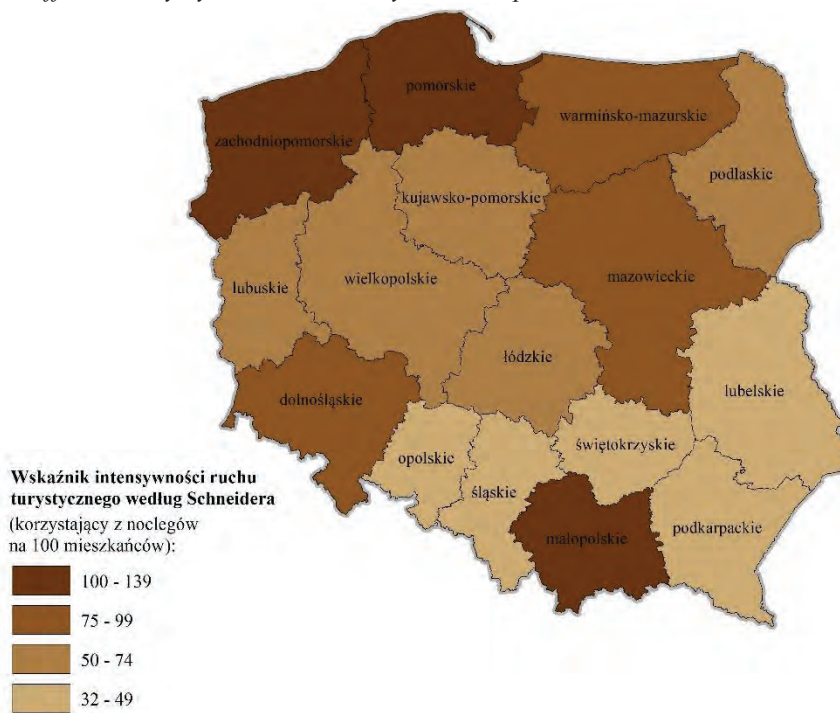 pomorskie
warmińsko-mazurskie
zachodniopomorskie
podlaskie
kujawsko-pomorskie
mazowieckie
lubuskie
wielkopolskie
łódzkie
lubelskie
dolnośląskie
świętokrzyskie
opolskie
śląskie
podkarpackie
małopolskie
Wskaźnik intensywności ruchu
turystycznego według Schneidera
(korzystający z noclegów
na 100 mieszkańców):
100 - 139
75 - 99
50 - 74
32 - 49